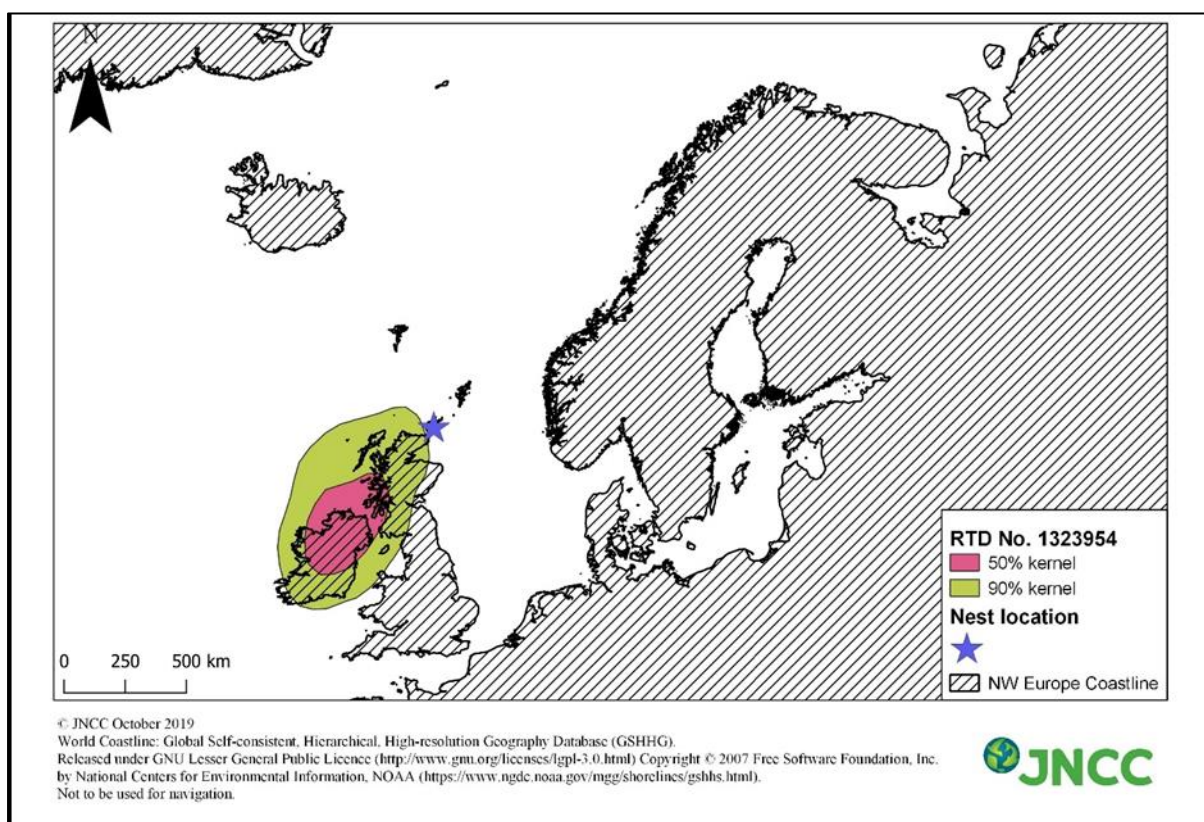 N
RTD No. 1323954
50% kernel
90% kernel
Nest location
NW Europe Coastline
0 250 500 km
© JNCC October 2019
World Coastline: Global Self-consistent, Hierarchical, High-resolution Geography Database (GSHHG).
Released under GNU Lesser General Public Licence (http://www.gnu.org/licenses/lgpl-3.0.html) Copyright © 2007 Free Software Foundation, Inc.
by National Centers for Environmental Information, NOAA (https://www.ngdc.noaa.gov/mgg/shorelines/gshhs.html).
Not to be used for navigation.
JNCC